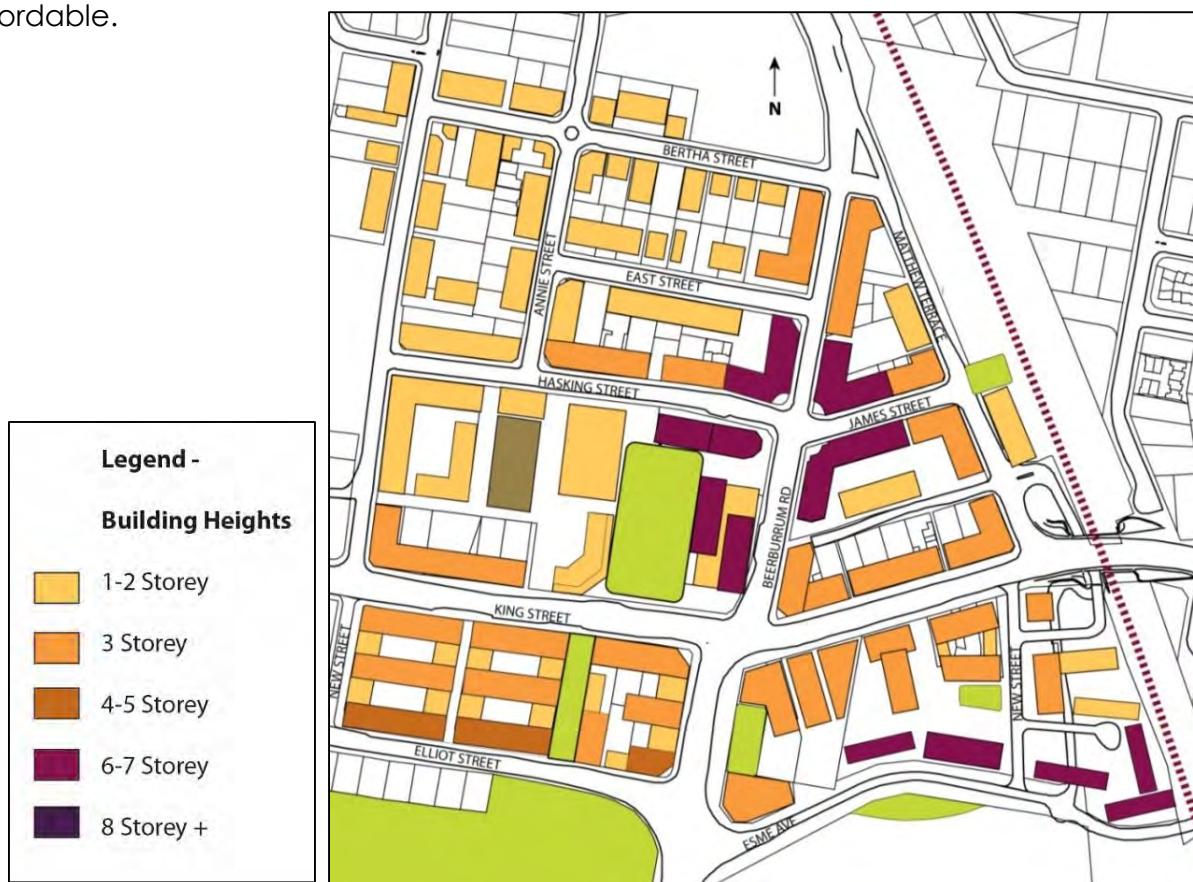 ordable.
N
BERTHA STREET
MATTHEW TERRACE
ANNIE STREET
EAST STREET
HASKING STREET
JAMES STREET
BEERBURRUM RD
KING STREET
NEW STREET
NEW STREET
ELLIOT STREET
ESME AVE
Legend -
Building Heights
1-2 Storey
3 Storey
4-5 Storey
6-7 Storey
8 Storey +